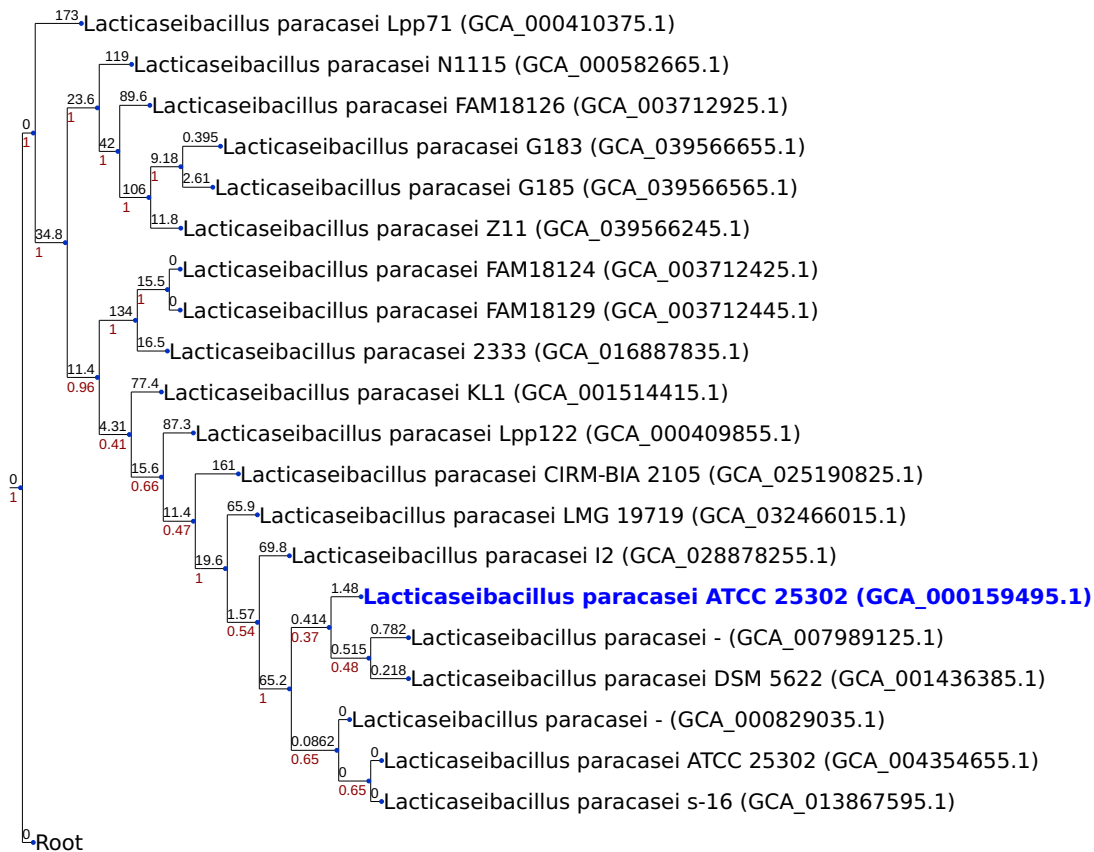 173 Lacticaseibacillus paracasei Lpp71 (GCA_000410375.1)
119 Lacticaseibacillus paracasei N1115 (GCA_000582665.1)
23.6
1
89.6 Lacticaseibacillus paracasei FAM18126 (GCA_003712925.1)
0
1
42
1
0.395 Lacticaseibacillus paracasei G183 (GCA_039566655.1)
9.18
1
2.61 Lacticaseibacillus paracasei G185 (GCA_039566565.1)
106
1
11.8 Lacticaseibacillus paracasei Z11 (GCA_039566245.1)
34.8
1
0 Lacticaseibacillus paracasei FAM18124 (GCA_003712425.1)
15.5
1
0 Lacticaseibacillus paracasei FAM18129 (GCA_003712445.1)
134
1
16.5 Lacticaseibacillus paracasei 2333 (GCA_016887835.1)
11.4
0.96
77.4 Lacticaseibacillus paracasei KL1 (GCA_001514415.1)
4.31
0.41
87.3 Lacticaseibacillus paracasei Lpp122 (GCA_000409855.1)
15.6
0.66
161 Lacticaseibacillus paracasei CIRM-BIA 2105 (GCA_025190825.1)
0
1
11.4
0.47
65.9 Lacticaseibacillus paracasei LMG 19719 (GCA_032466015.1)
19.6
1
69.8 Lacticaseibacillus paracasei I2 (GCA_028878255.1)
1.48 Lacticaseibacillus paracasei ATCC 25302 (GCA_000159495.1)
1.57
0.54
0.414
0.37
0.782 Lacticaseibacillus paracasei - (GCA_007989125.1)
0.515
0.48
0.218 Lacticaseibacillus paracasei DSM 5622 (GCA_001436385.1)
65.2
1
0 Lacticaseibacillus paracasei - (GCA_000829035.1)
0.0862
0.65
0 Lacticaseibacillus paracasei ATCC 25302 (GCA_004354655.1)
0
0.65
0 Lacticaseibacillus paracasei s-16 (GCA_013867595.1)
0 Root